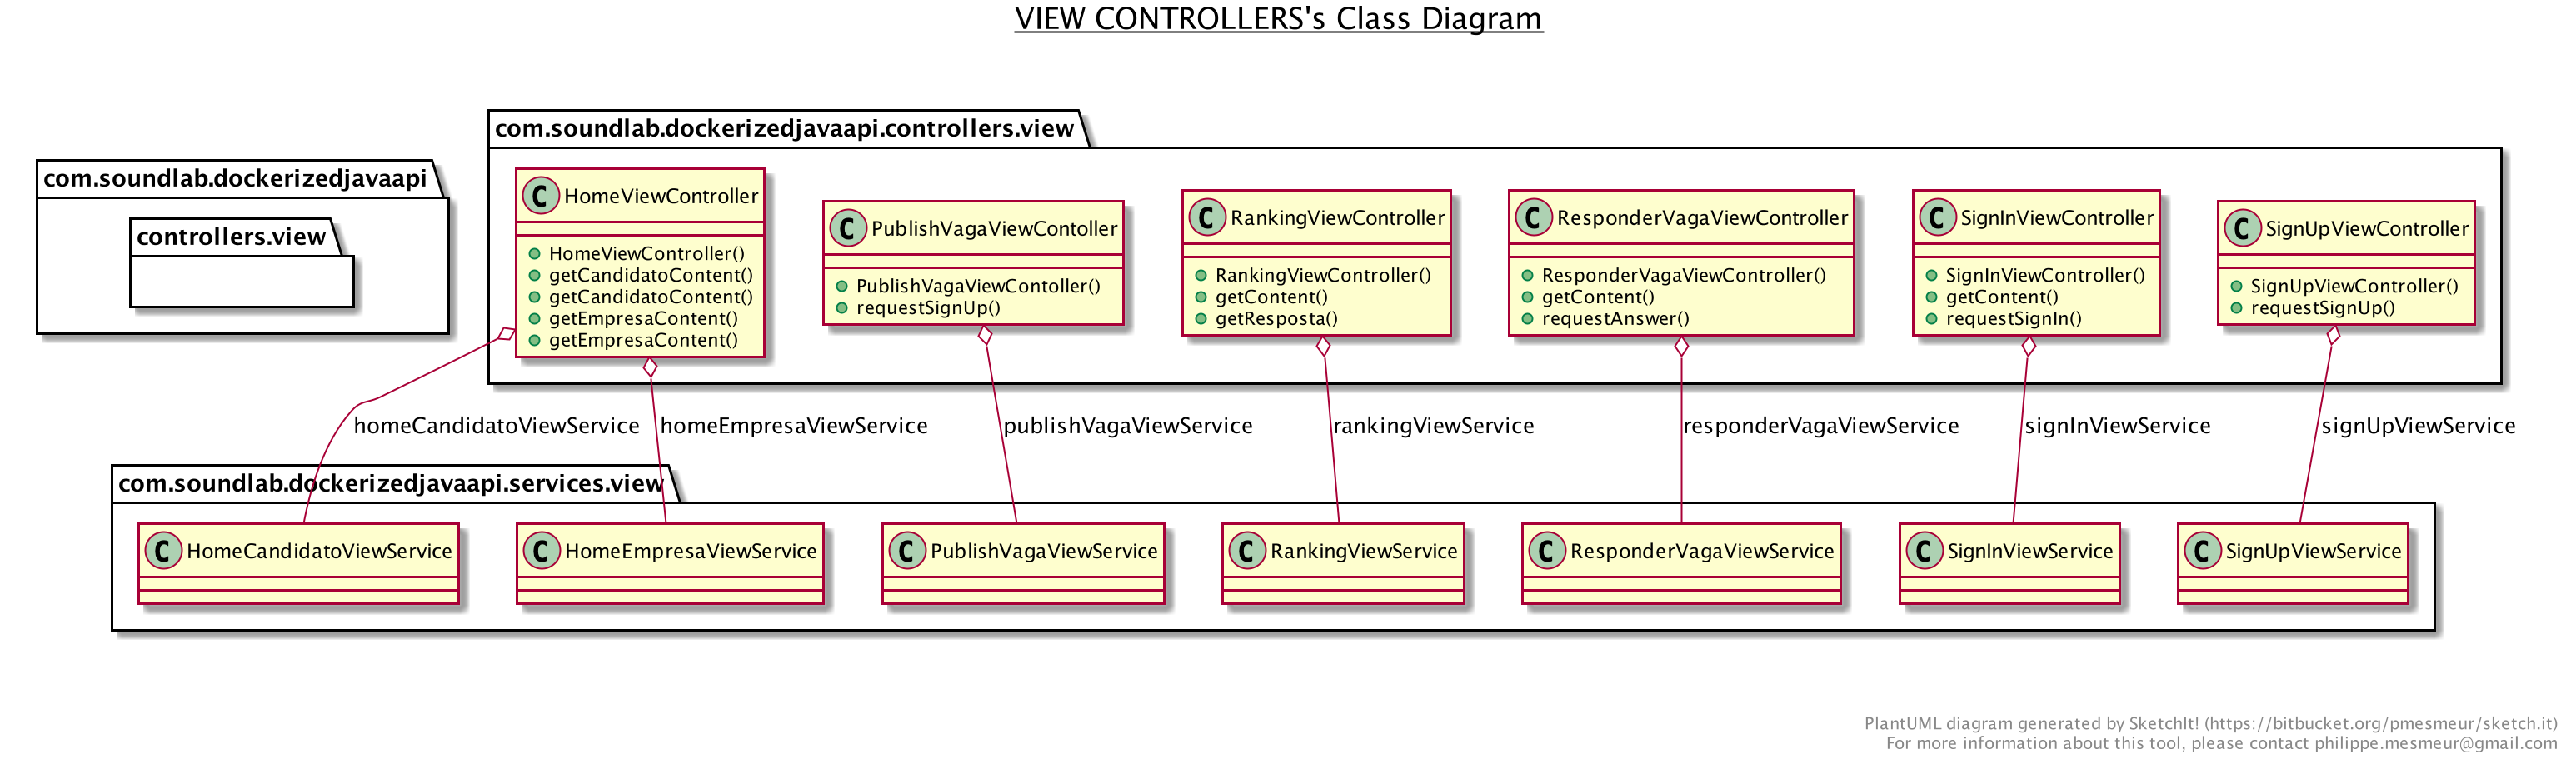 VIEW CONTROLLERS's Class Diagram
com.soundlab.dockerizedjavaapi
controllers.view
com.soundlab.dockerizedjavaapi.controllers.view
C HomeViewController
HomeViewController()
getCandidatoContent()
getCandidatoContent()
getEmpresaContent()
getEmpresaContent()
C PublishVagaViewContoller
PublishVagaViewContoller()
requestSignUp()
C RankingViewController
RankingViewController()
getContent()
getResposta()
C ResponderVagaViewController
ResponderVagaViewController()
getContent()
requestAnswer()
C SignInViewController
SignInViewController()
getContent()
requestSignIn()
C SignUpViewController
SignUpViewController()
requestSignUp()
homeCandidatoViewService
homeEmpresaViewService
publishVagaViewService
rankingViewService
responderVagaViewService
signInViewService
signUpViewService
com.soundlab.dockerizedjavaapi.services.view
C HomeCandidatoViewService
C HomeEmpresaViewService
C PublishVagaViewService
C RankingViewService
C ResponderVagaViewService
C SignInViewService
C SignUpViewService
PlantUML diagram generated by SketchIt! (https://bitbucket.org/pmesmeur/sketch.it)
For more information about this tool, please contact philippe.mesmeur@gmail.com